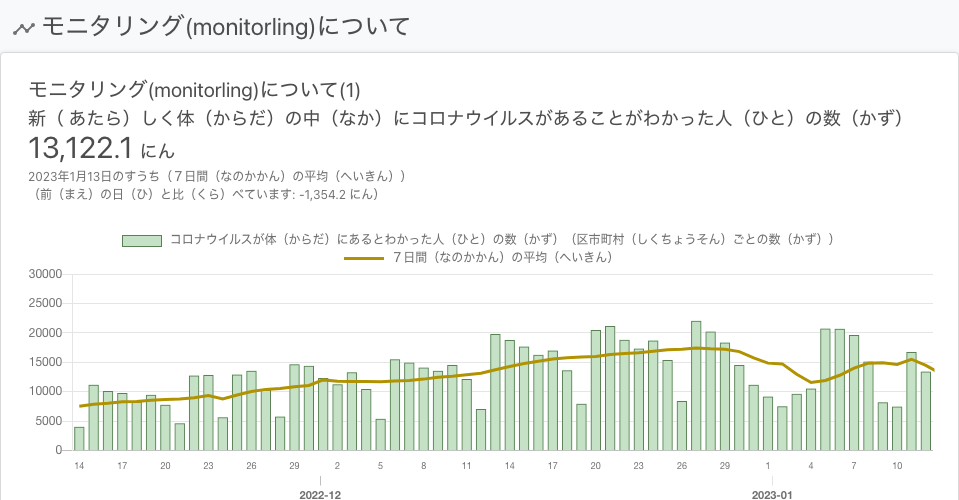 モニタリング(monitorling)について
モニタリング(monitorling)について(1)
新（ あたら）しく体（からだ）の中（なか）にコロナウイルスがあることがわかった人（ひと）の数（かず）
13,122.1 にん
2023年1月13日のすうち（７日間（なのかかん）の平均（へいきん））
（前（まえ）の日（ひ）と比（くら）べています: -1,354.2 にん）
コロナウイルスが体（からだ）にあるとわかった人（ひと）の数（かず）（区市町村（しくちょうそん）ごとの数（かず））
７日間（なのかかん）の平均（へいきん）
30000
25000
20000
15000
10000
5000
0
14 17 20 23 26 29 2 5 8 11 14 17 20 23 26 29 1 4 7 10
2022-12 2023-01